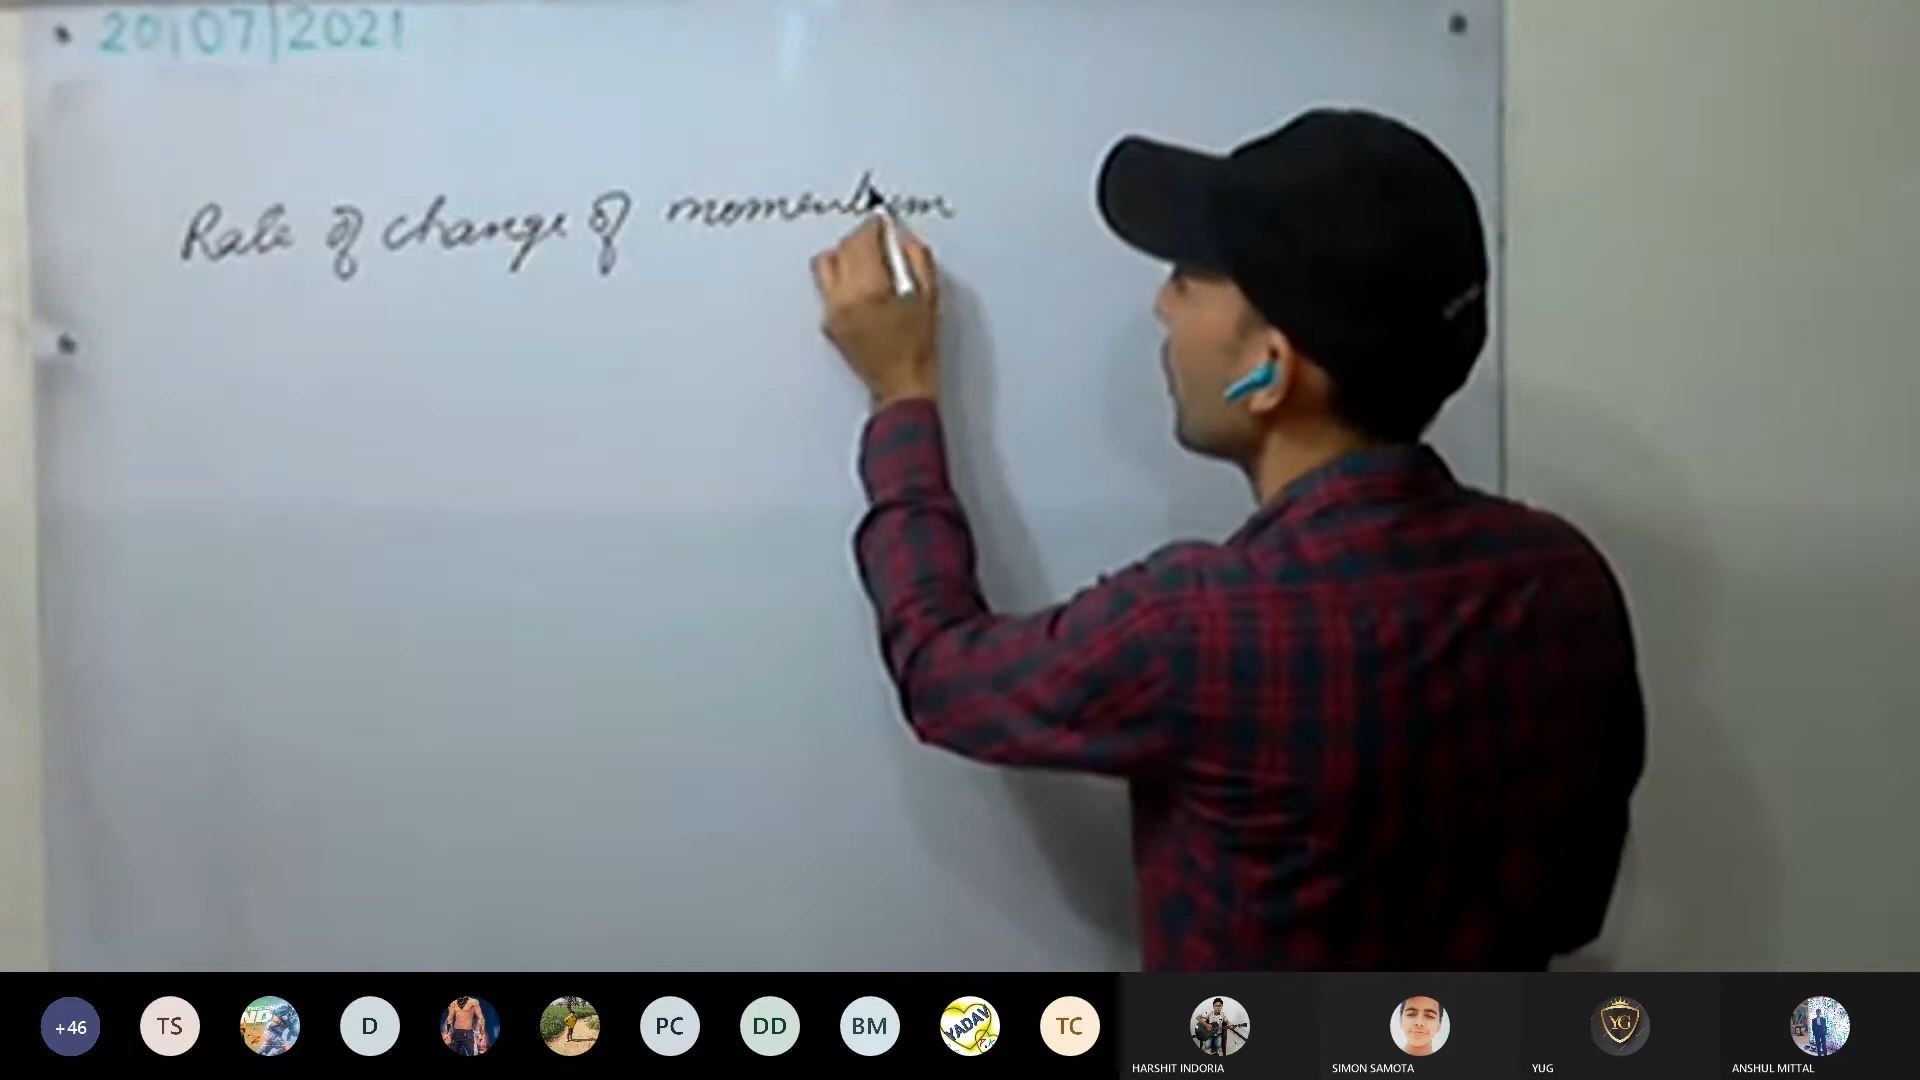 20/07/2021
Rate of change of momentum
+46
TS
D
PC
DD
BM
YADAV
TC
YG
HARSHIT INDORIA
SIMON SAMOTA
YUG
ANSHUL MITTAL